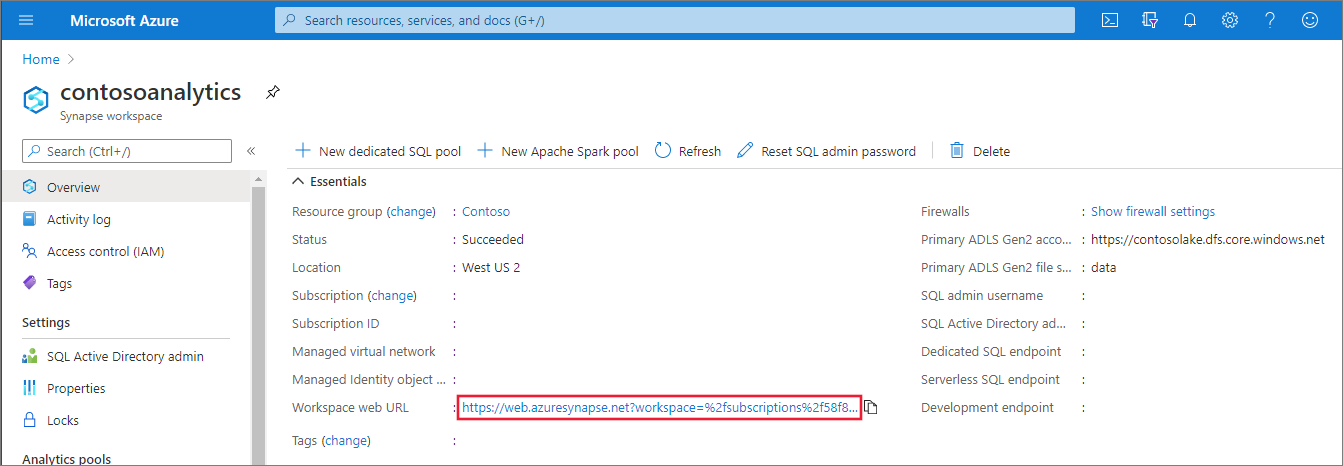 Microsoft Azure
Search resources, services, and docs (G+/)
Home
contosoanalytics
Synapse workspace
Search (Ctrl+/)
«
New dedicated SQL pool
New Apache Spark pool
Refresh
Reset SQL admin password
Delete
Overview
Activity log
Access control (IAM)
Tags
Settings
SQL Active Directory admin
Properties
Locks
Analytics pools
Essentials
Resource group (change) : Contoso
Status : Succeeded
Location : West US 2
Subscription (change) :
Subscription ID :
Managed virtual network :
Managed Identity object ... :
Workspace web URL : https://web.azuresynapse.net?workspace=%2fsubscriptions%2f58f8...
Tags (change) :
Firewalls : Show firewall settings
Primary ADLS Gen2 acco... : https://contosolake.dfs.core.windows.net
Primary ADLS Gen2 file s... : data
SQL admin username :
SQL Active Directory ad... :
Dedicated SQL endpoint :
Serverless SQL endpoint :
Development endpoint :